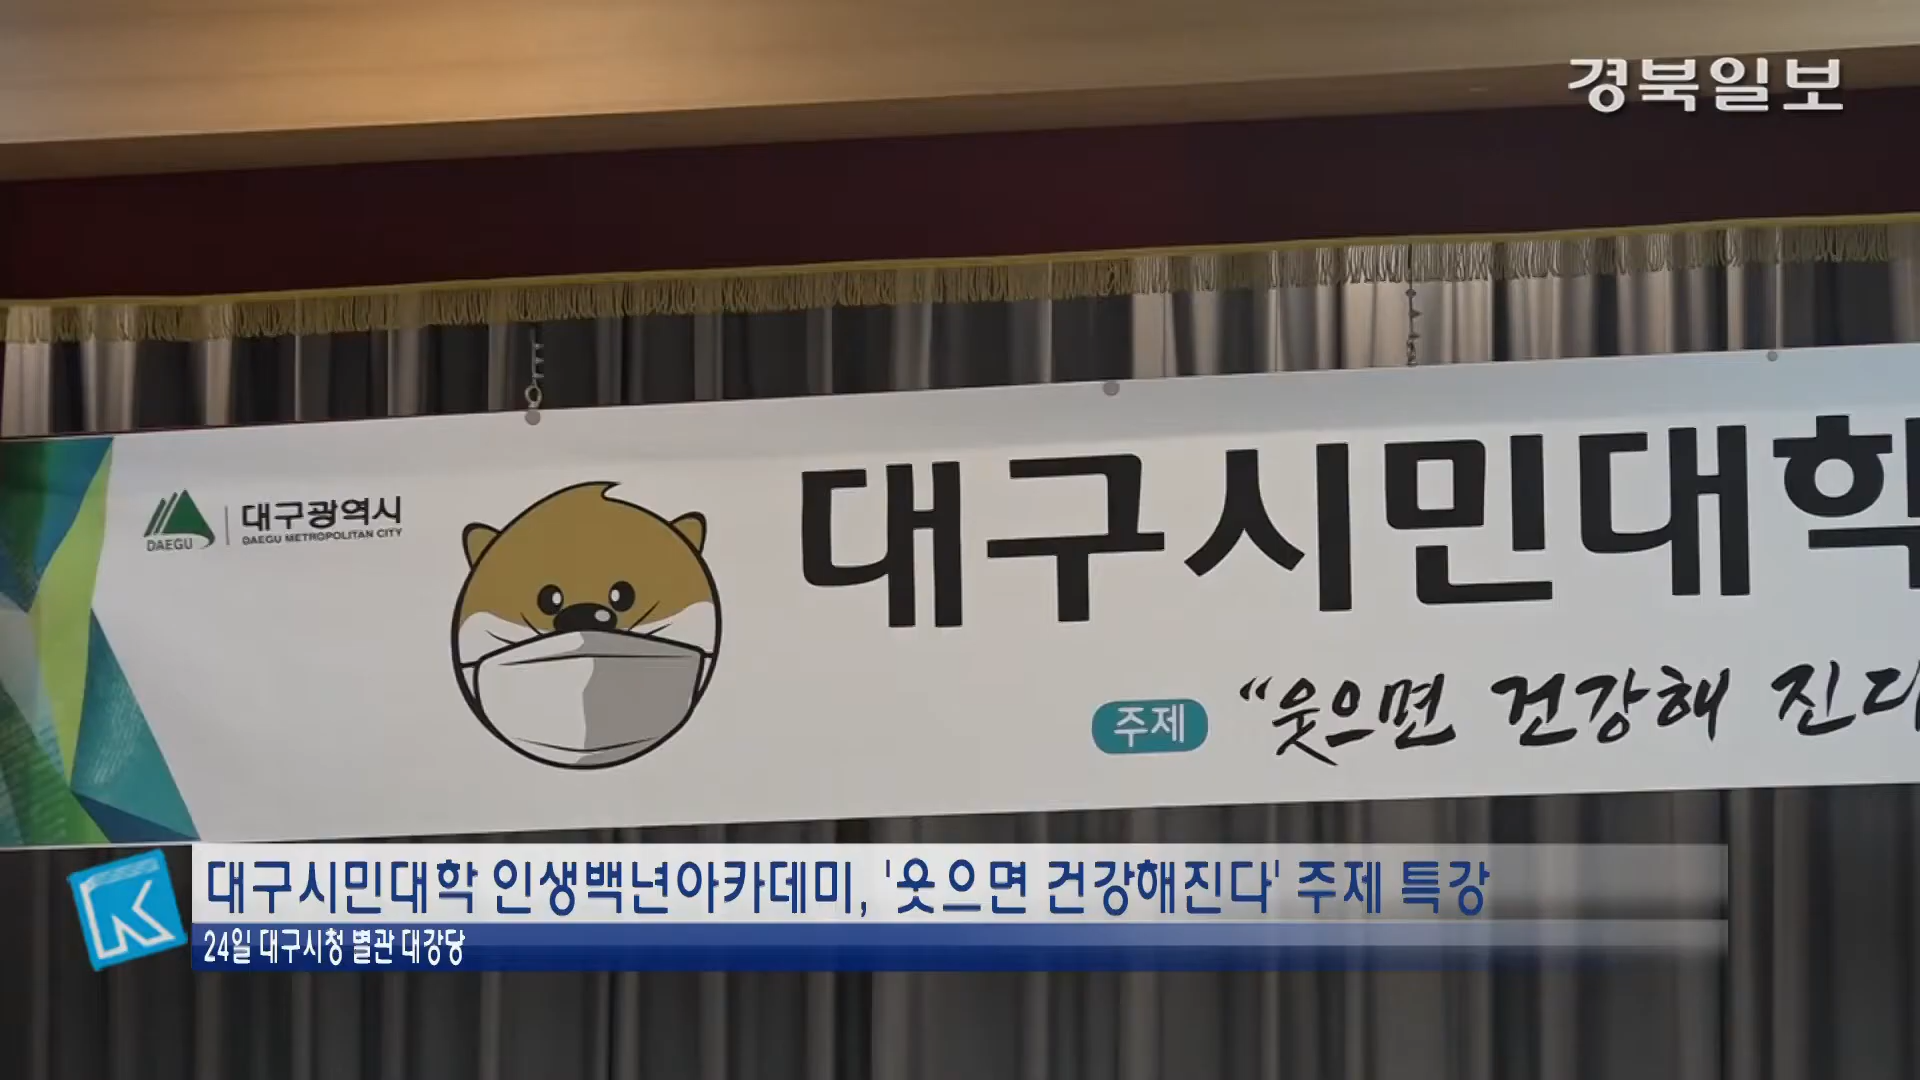 경북일보
대구광역시
DAEGU METROPOLITAN CITY
DAEGU
대구시민대학
주제 "웃으면 건강해 진다
대구시민대학 인생백년아카데미, '웃으면 건강해진다' 주제 특강
24일 대구시청 별관 대강당